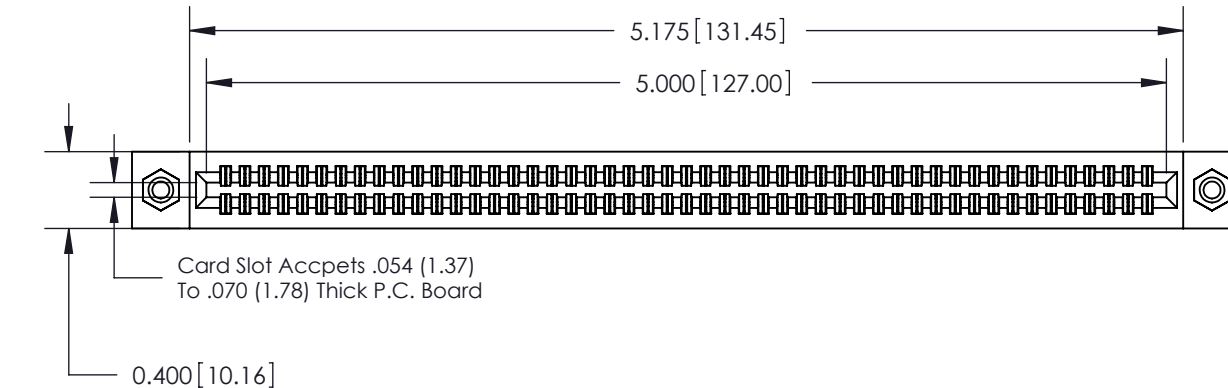 5.175[131.45]
5.000[127.00]
Card Slot Accpets .054 (1.37)
To .070 (1.78) Thick P.C. Board
0.400[10.16]